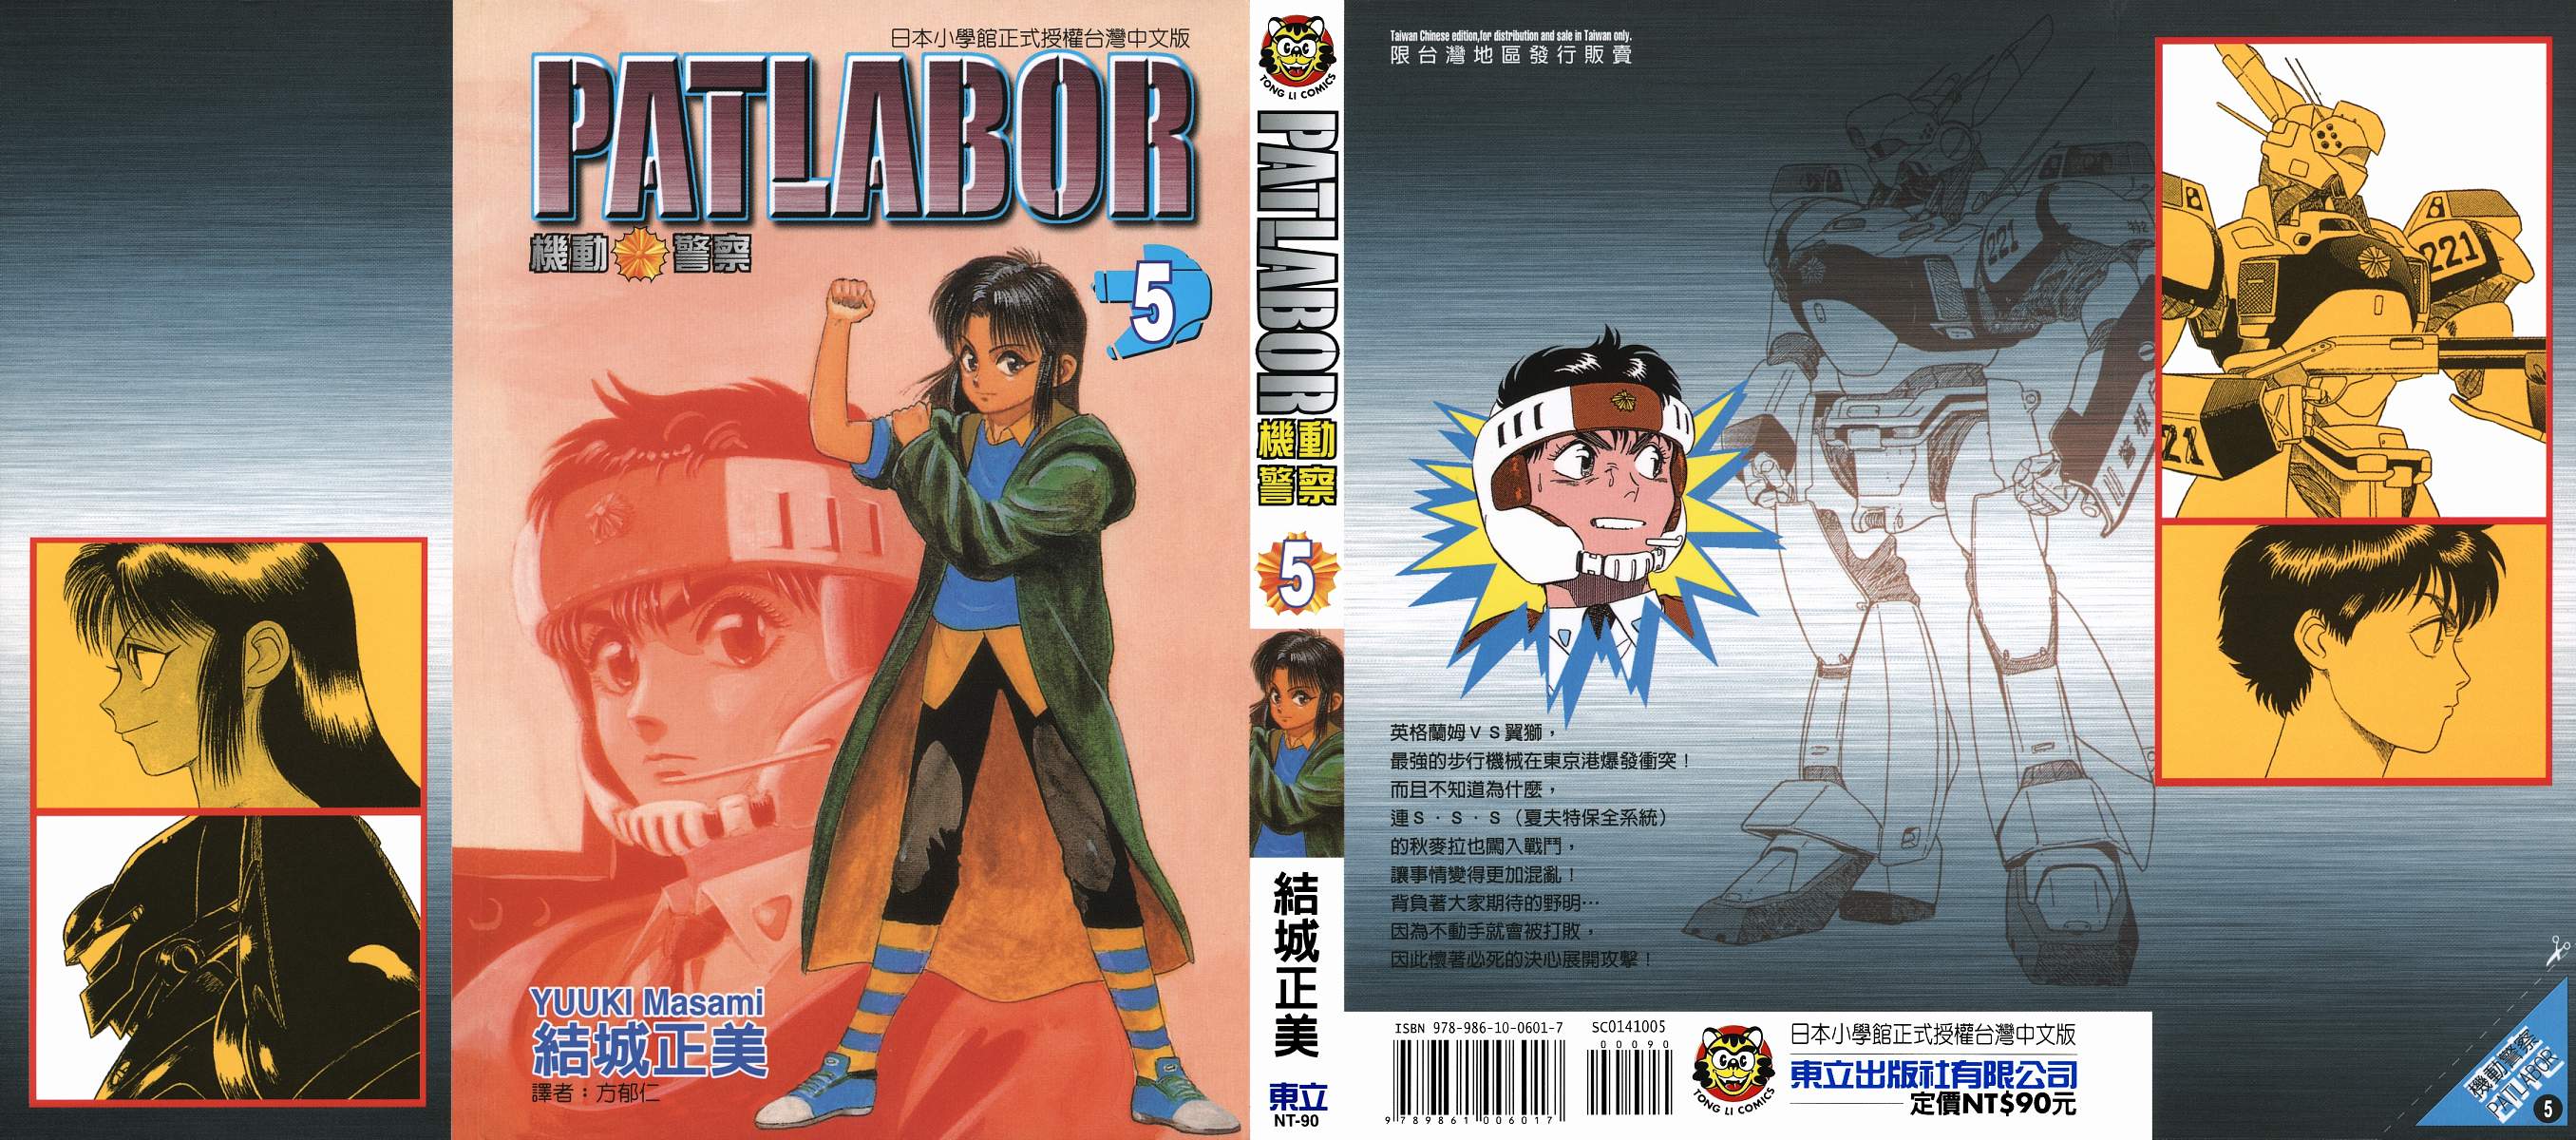 日本小學館正式授權台灣中文版
PATLABOR
機動警察
5
YUUKI Masami
結城正美
譯者：方郁仁
TONG LI COMICS
PATLABOR
機動
警察
5
結城正美
東立
NT-90
Taiwan Chinese edition,for distribution and sale in Taiwan only.
限台灣地區發行販賣
221
英格蘭姆ＶＳ翼獅，
最強的步行機械在東京港爆發衝突！
而且不知道為什麼，
連Ｓ．Ｓ．Ｓ（夏夫特保全系統）
的秋麥拉也闖入戰鬥，
讓事情變得更加混亂！
背負著大家期待的野明…
因為不動手就會被打敗，
因此懷著必死的決心展開攻擊！
ISBN 978-986-10-0601-7
SC0141005
00090
9 789861 006017
TONG LI COMICS
日本小學館正式授權台灣中文版
東立出版社有限公司
定價NT$90元
221
21
機動警察
PATLABOR
5